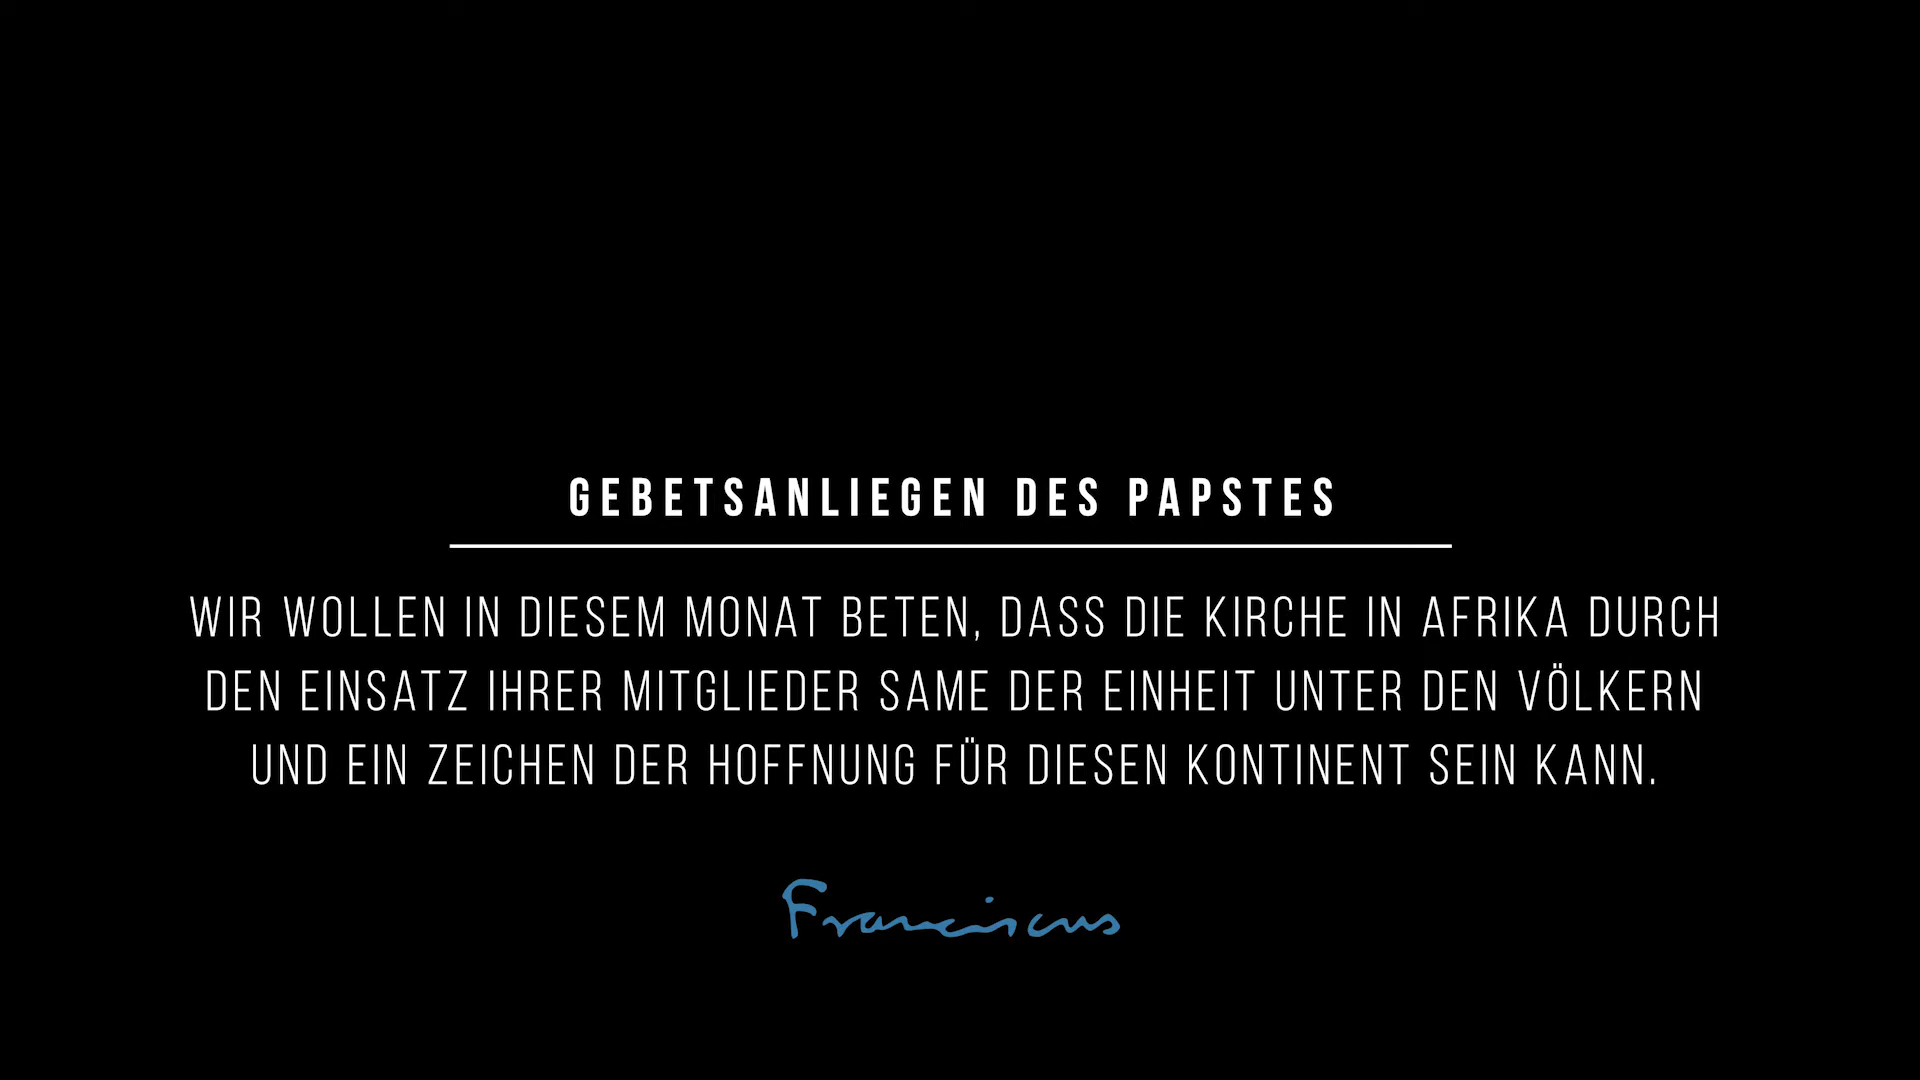 GEBETSANLIEGEN DES PAPSTES
WIR WOLLEN IN DIESEM MONAT BETEN, DASS DIE KIRCHE IN AFRIKA DURCH
DEN EINSATZ IHRER MITGLIEDER SAME DER EINHEIT UNTER DEN VÖLKERN
UND EIN ZEICHEN DER HOFFNUNG FÜR DIESEN KONTINENT SEIN KANN.
Franciscus